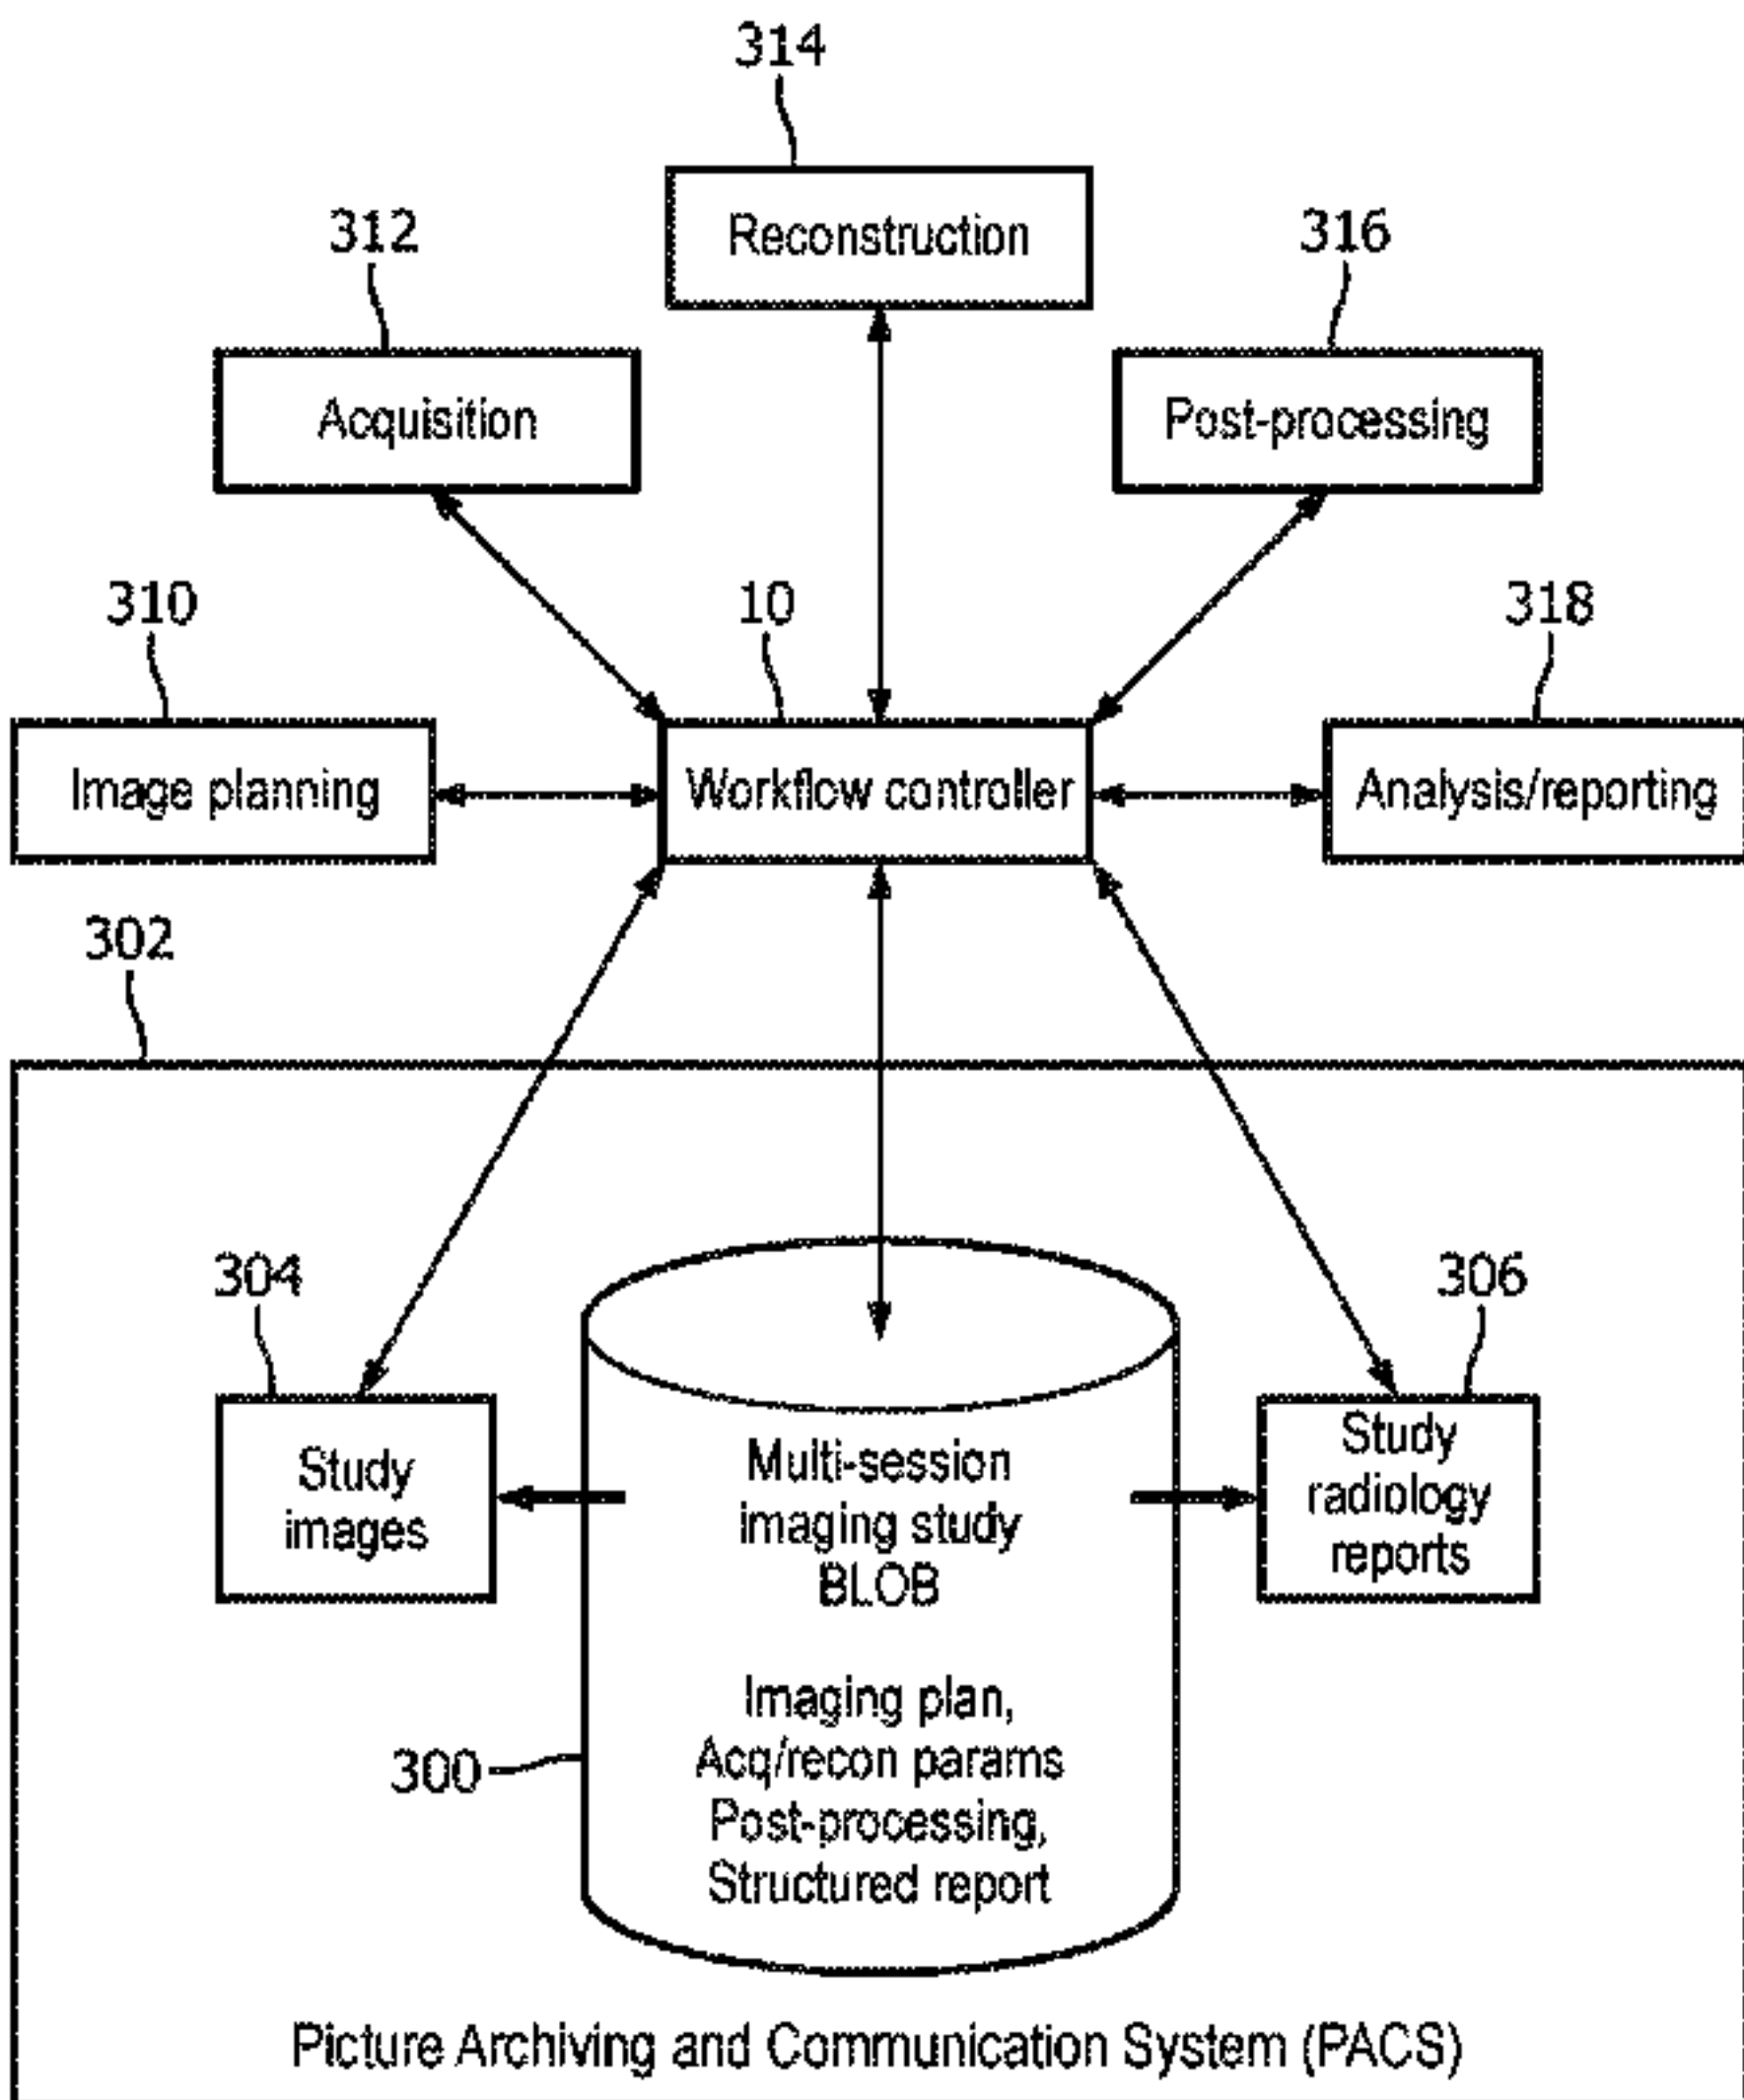 314
Reconstruction
312
316
Acquisition
Post-processing
310
10
318
Image planning
Workflow controller
Analysis/reporting
302
304
306
Study
images
Multi-session
imaging study
BLOB
Study
radiology
reports
300
Imaging plan,
Acq/recon params
Post-processing,
Structured report
Picture Archiving and Communication System (PACS)